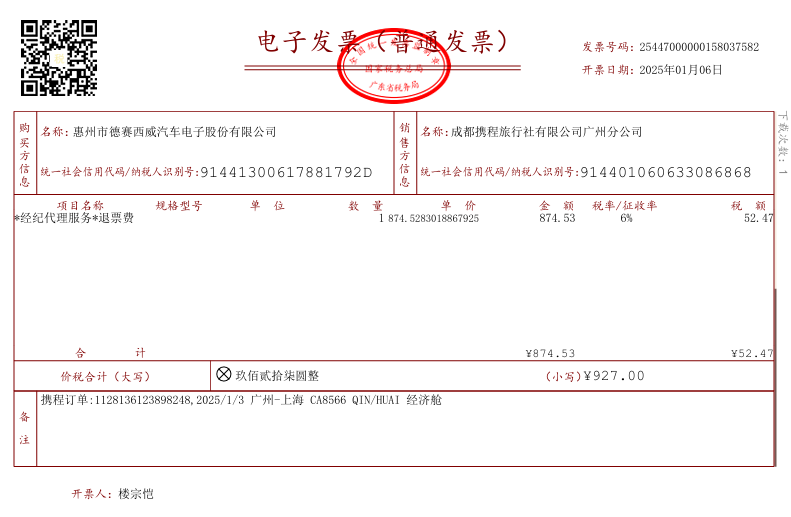 电子发票（普通发票）
全国统一发票监制章
国家税务总局
广东省税务局
发票号码: 25447000000158037582
开票日期: 2025年01月06日
下载次数: 1
购买方信息
名称: 惠州市德赛西威汽车电子股份有限公司
统一社会信用代码/纳税人识别号:91441300617881792D
销售方信息
名称:成都携程旅行社有限公司广州分公司
统一社会信用代码/纳税人识别号:914401060633086868
项目名称 规格型号 单 位 数 量 单 价 金 额 税率/征收率 税 额
*经纪代理服务*退票费 1 874.5283018867925 874.53 6% 52.47
合 计 ¥874.53 ¥52.47
价税合计（大写） 玖佰贰拾柒圆整 (小写)¥927.00
备注
携程订单:1128136123898248,2025/1/3 广州-上海 CA8566 QIN/HUAI 经济舱
开票人: 楼宗恺